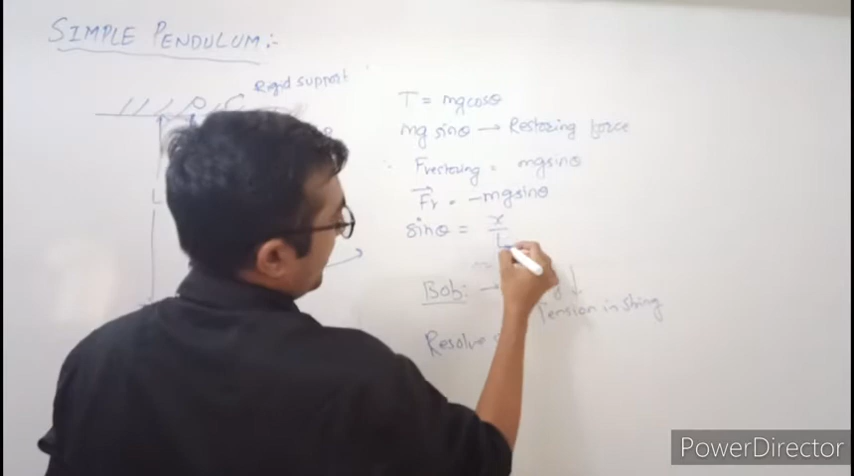 SIMPLE PENDULUM:-
Rigid support
L
T = mgcosθ
mg sinθ → Restoring force
∴ Frestoring = mgsinθ
Fr = -mgsinθ
sinθ = x/L
Bob: →
Tension in string
Resolve
PowerDirector